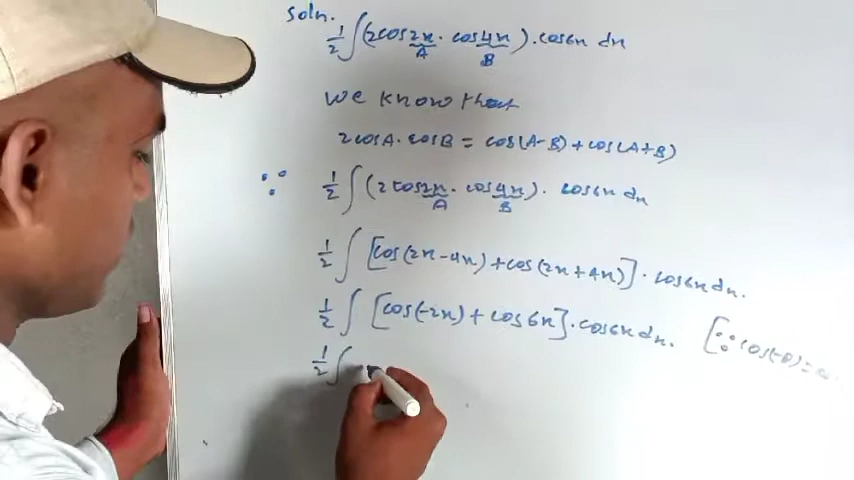 Soln.
1/2 ∫(2cos2x · cos4x) · cos6x dx
A B
We know that
2cosA · cosB = cos(A-B) + cos(A+B)
∴ 1/2 ∫(2cos2x · cos4x) · cos6x dx
A B
1/2 ∫[cos(2x-4x) + cos(2x+4x)] · cos6x dx.
1/2 ∫[cos(-2x) + cos6x] · cos6x dx. [∵ cos(-θ) =
1/2 ∫